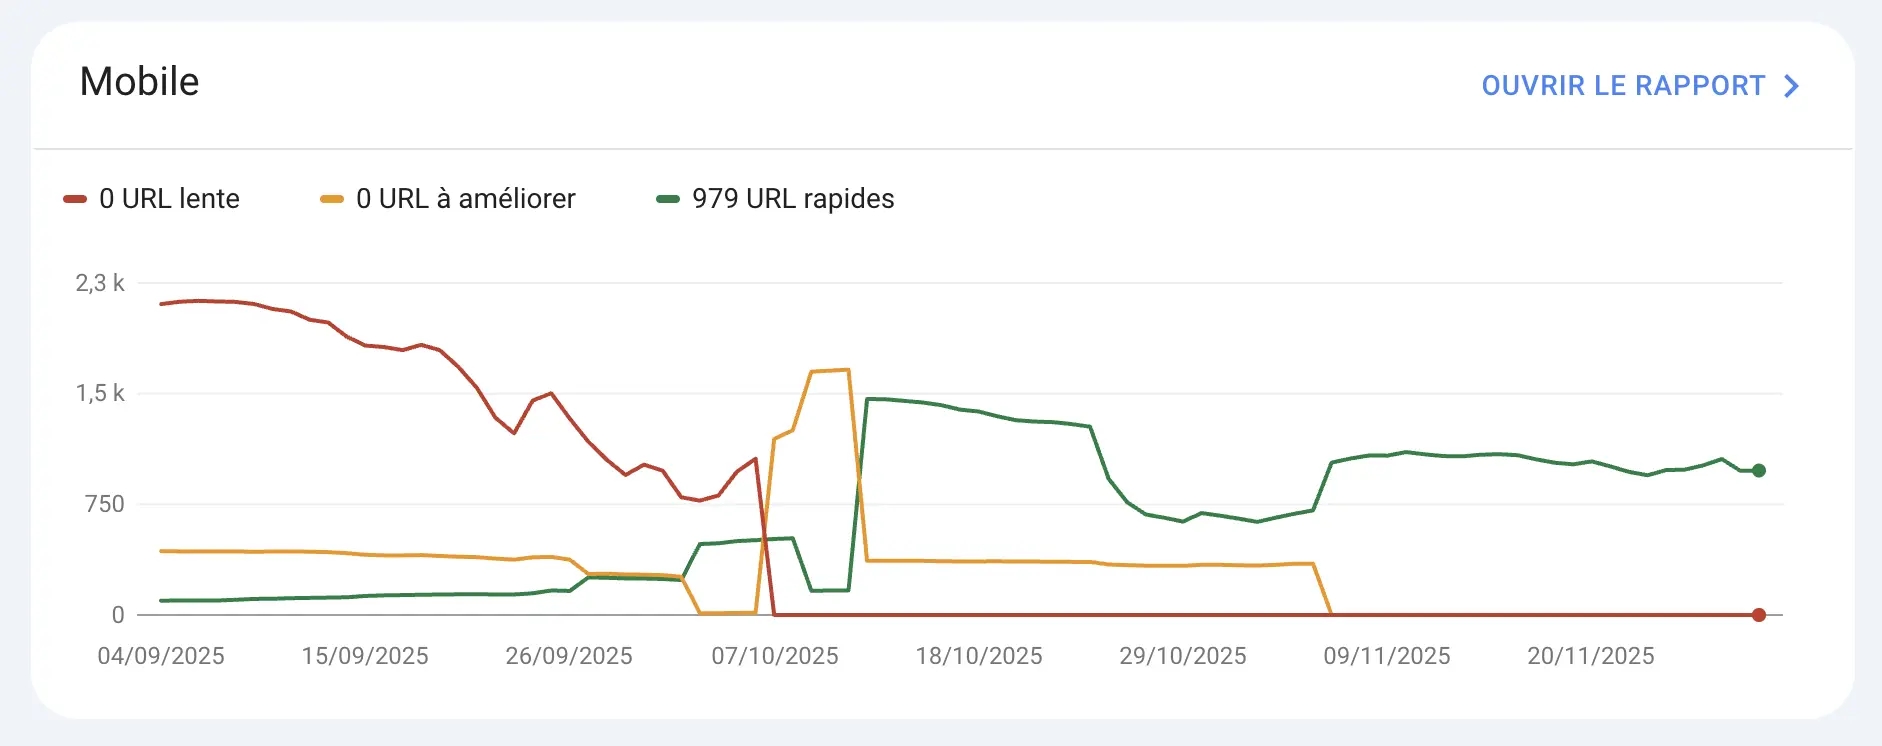 Mobile
OUVRIR LE RAPPORT
0 URL lente
0 URL à améliorer
979 URL rapides
2,3 k
1,5 k
750
0
04/09/2025
15/09/2025
26/09/2025
07/10/2025
18/10/2025
29/10/2025
09/11/2025
20/11/2025